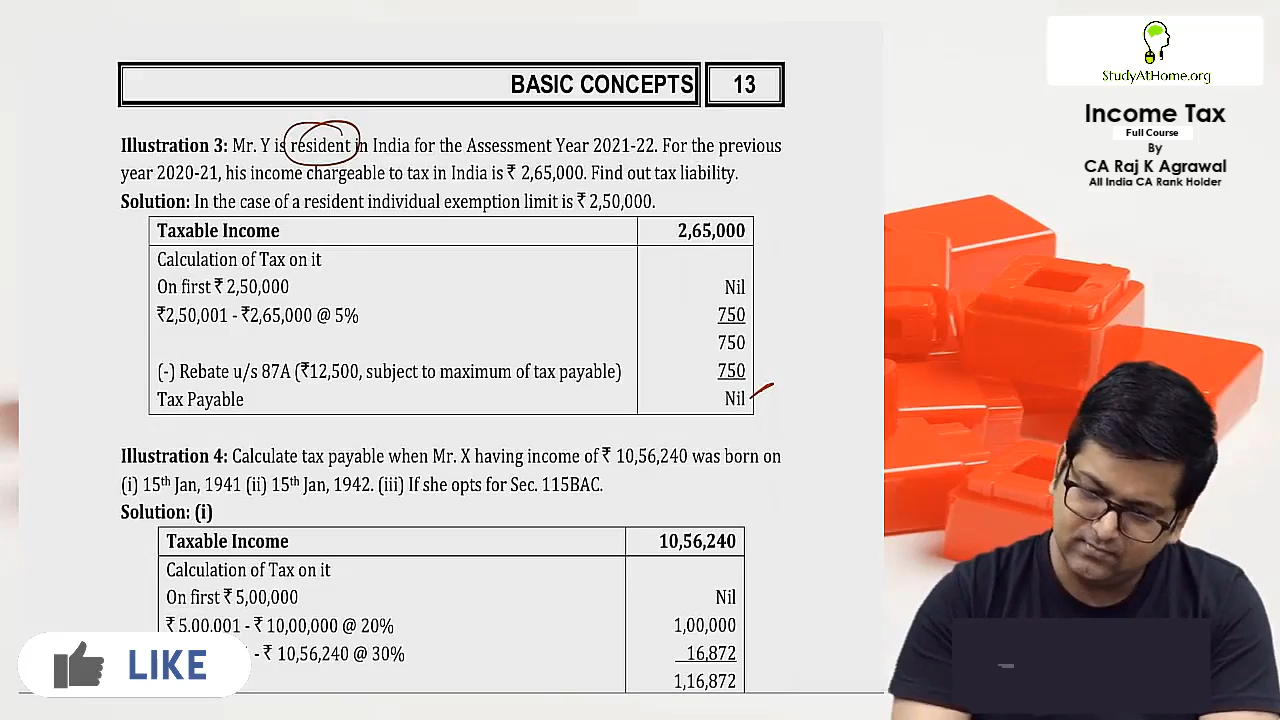 BASIC CONCEPTS 13
Illustration 3: Mr. Y is resident in India for the Assessment Year 2021-22. For the previous
year 2020-21, his income chargeable to tax in India is ₹ 2,65,000. Find out tax liability.
Solution: In the case of a resident individual exemption limit is ₹ 2,50,000.
Taxable Income 2,65,000
Calculation of Tax on it
On first ₹ 2,50,000 Nil
₹2,50,001 - ₹2,65,000 @ 5% 750
750
(-) Rebate u/s 87A (₹12,500, subject to maximum of tax payable) 750
Tax Payable Nil
Illustration 4: Calculate tax payable when Mr. X having income of ₹ 10,56,240 was born on
(i) 15th Jan, 1941 (ii) 15th Jan, 1942. (iii) If she opts for Sec. 115BAC.
Solution: (i)
Taxable Income 10,56,240
Calculation of Tax on it
On first ₹ 5,00,000 Nil
₹ 5,00,001 - ₹ 10,00,000 @ 20% 1,00,000
- ₹ 10,56,240 @ 30% 16,872
1,16,872
LIKE
StudyAtHome.org
Income Tax
Full Course
By
CA Raj K Agrawal
All India CA Rank Holder